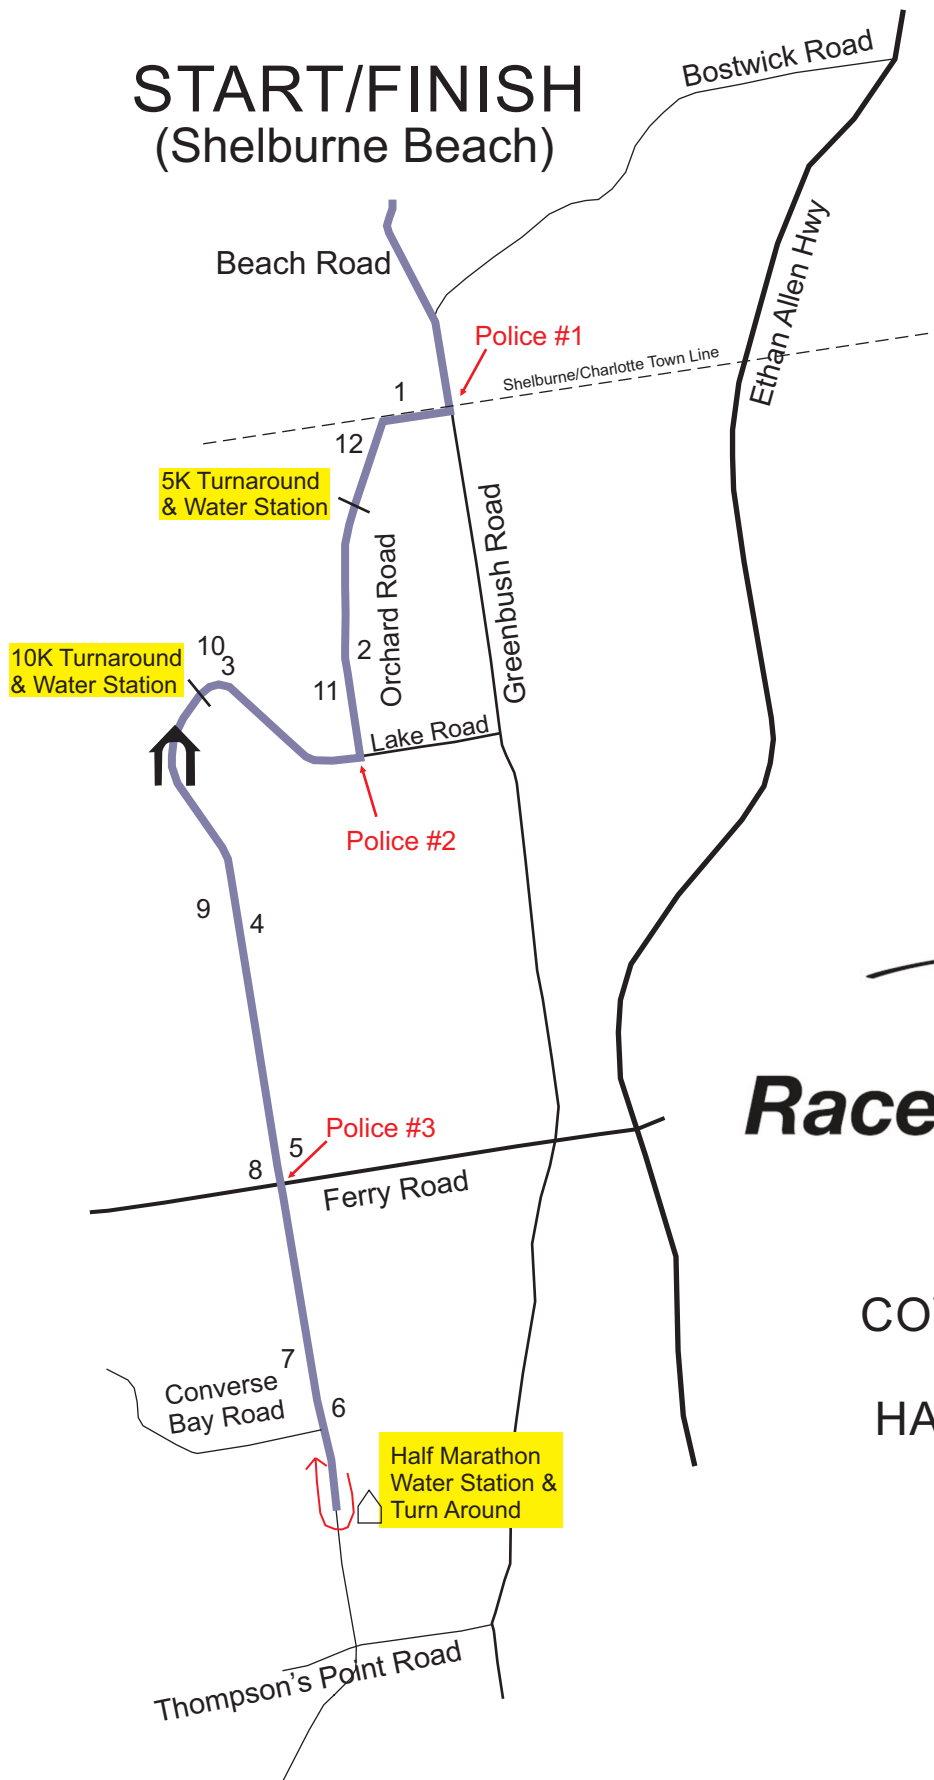 START/FINISH
(Shelburne Beach)
Bostwick Road
Beach Road
Ethan Allen Hwy
Police #1
Shelburne/Charlotte Town Line
1
12
5K Turnaround
& Water Station
Orchard Road
Greenbush Road
2
10
3
10K Turnaround
& Water Station
11
Lake Road
Police #2
9
4
Race
Police #3
5
8
Ferry Road
CO
7
Converse
Bay Road
6
HA
Half Marathon
Water Station &
Turn Around
Thompson's Point Road